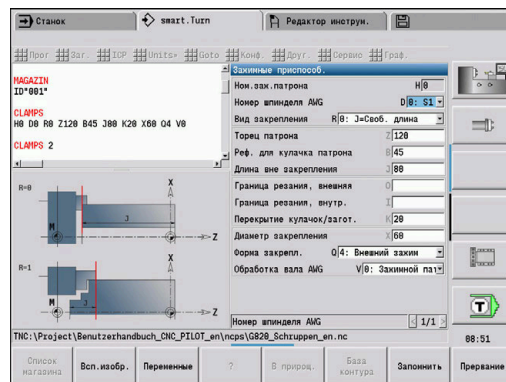 Станок
smart.Turn
Редактор инструм.
Прог Заг. ICP Units» Goto Конф. Друг. Сервис Граф.
MAGAZIN
ID"001"
CLAMPS
H0 D0 R0 Z120 B45 J80 K20 X60 Q4 V0
CLAMPS 2
R=0
X
J
M
Z
R=1
X
M
J
Z
Зажимные приспособ.
Ном.заж.патрона H 0
Номер шпинделя AWG D 0: S1
Вид закрепления R 0: J=Своб. длина
Торец патрона Z 120
Реф. для кулачка патрона B 45
Длина вне закрепления J 80
Граница резания, внешняя O
Граница резания, внутр. I
Перекрытие кулачок/загот. K 20
Диаметр закрепления X 60
Форма закрепл. Q 4: Внешний зажим
Обработка вала AWG V 0: Зажимной пат
Номер шпинделя AWG 1/1
TNC:\Project\Benutzerhandbuch_CNC_PILOT_en\ncps\G820_Schruppen_en.nc
T
08:51
Список магазина
Всп.изобр.
Переменные
?
В природ.
База контура
Запомнить
Прерывание